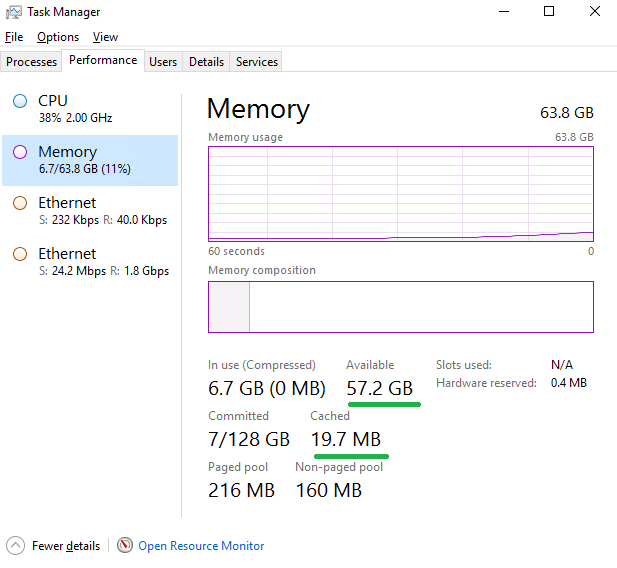 Task Manager
File Options View
Processes Performance Users Details Services
CPU
38% 2.00 GHz
Memory
6.7/63.8 GB (11%)
Ethernet
S: 232 Kbps R: 40.0 Kbps
Ethernet
S: 24.2 Mbps R: 1.8 Gbps
Memory 63.8 GB
Memory usage 63.8 GB
60 seconds 0
Memory composition
In use (Compressed) Available Slots used: N/A
6.7 GB (0 MB) 57.2 GB Hardware reserved: 0.4 MB
Committed Cached
7/128 GB 19.7 MB
Paged pool Non-paged pool
216 MB 160 MB
Fewer details Open Resource Monitor